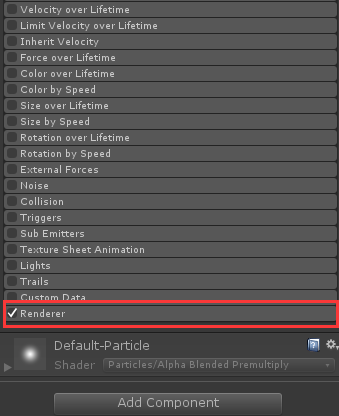 Velocity over Lifetime
Limit Velocity over Lifetime
Inherit Velocity
Force over Lifetime
Color over Lifetime
Color by Speed
Size over Lifetime
Size by Speed
Rotation over Lifetime
Rotation by Speed
External Forces
Noise
Collision
Triggers
Sub Emitters
Texture Sheet Animation
Lights
Trails
Custom Data
Renderer
Default-Particle
Shader Particles/Alpha Blended Premultiply
Add Component